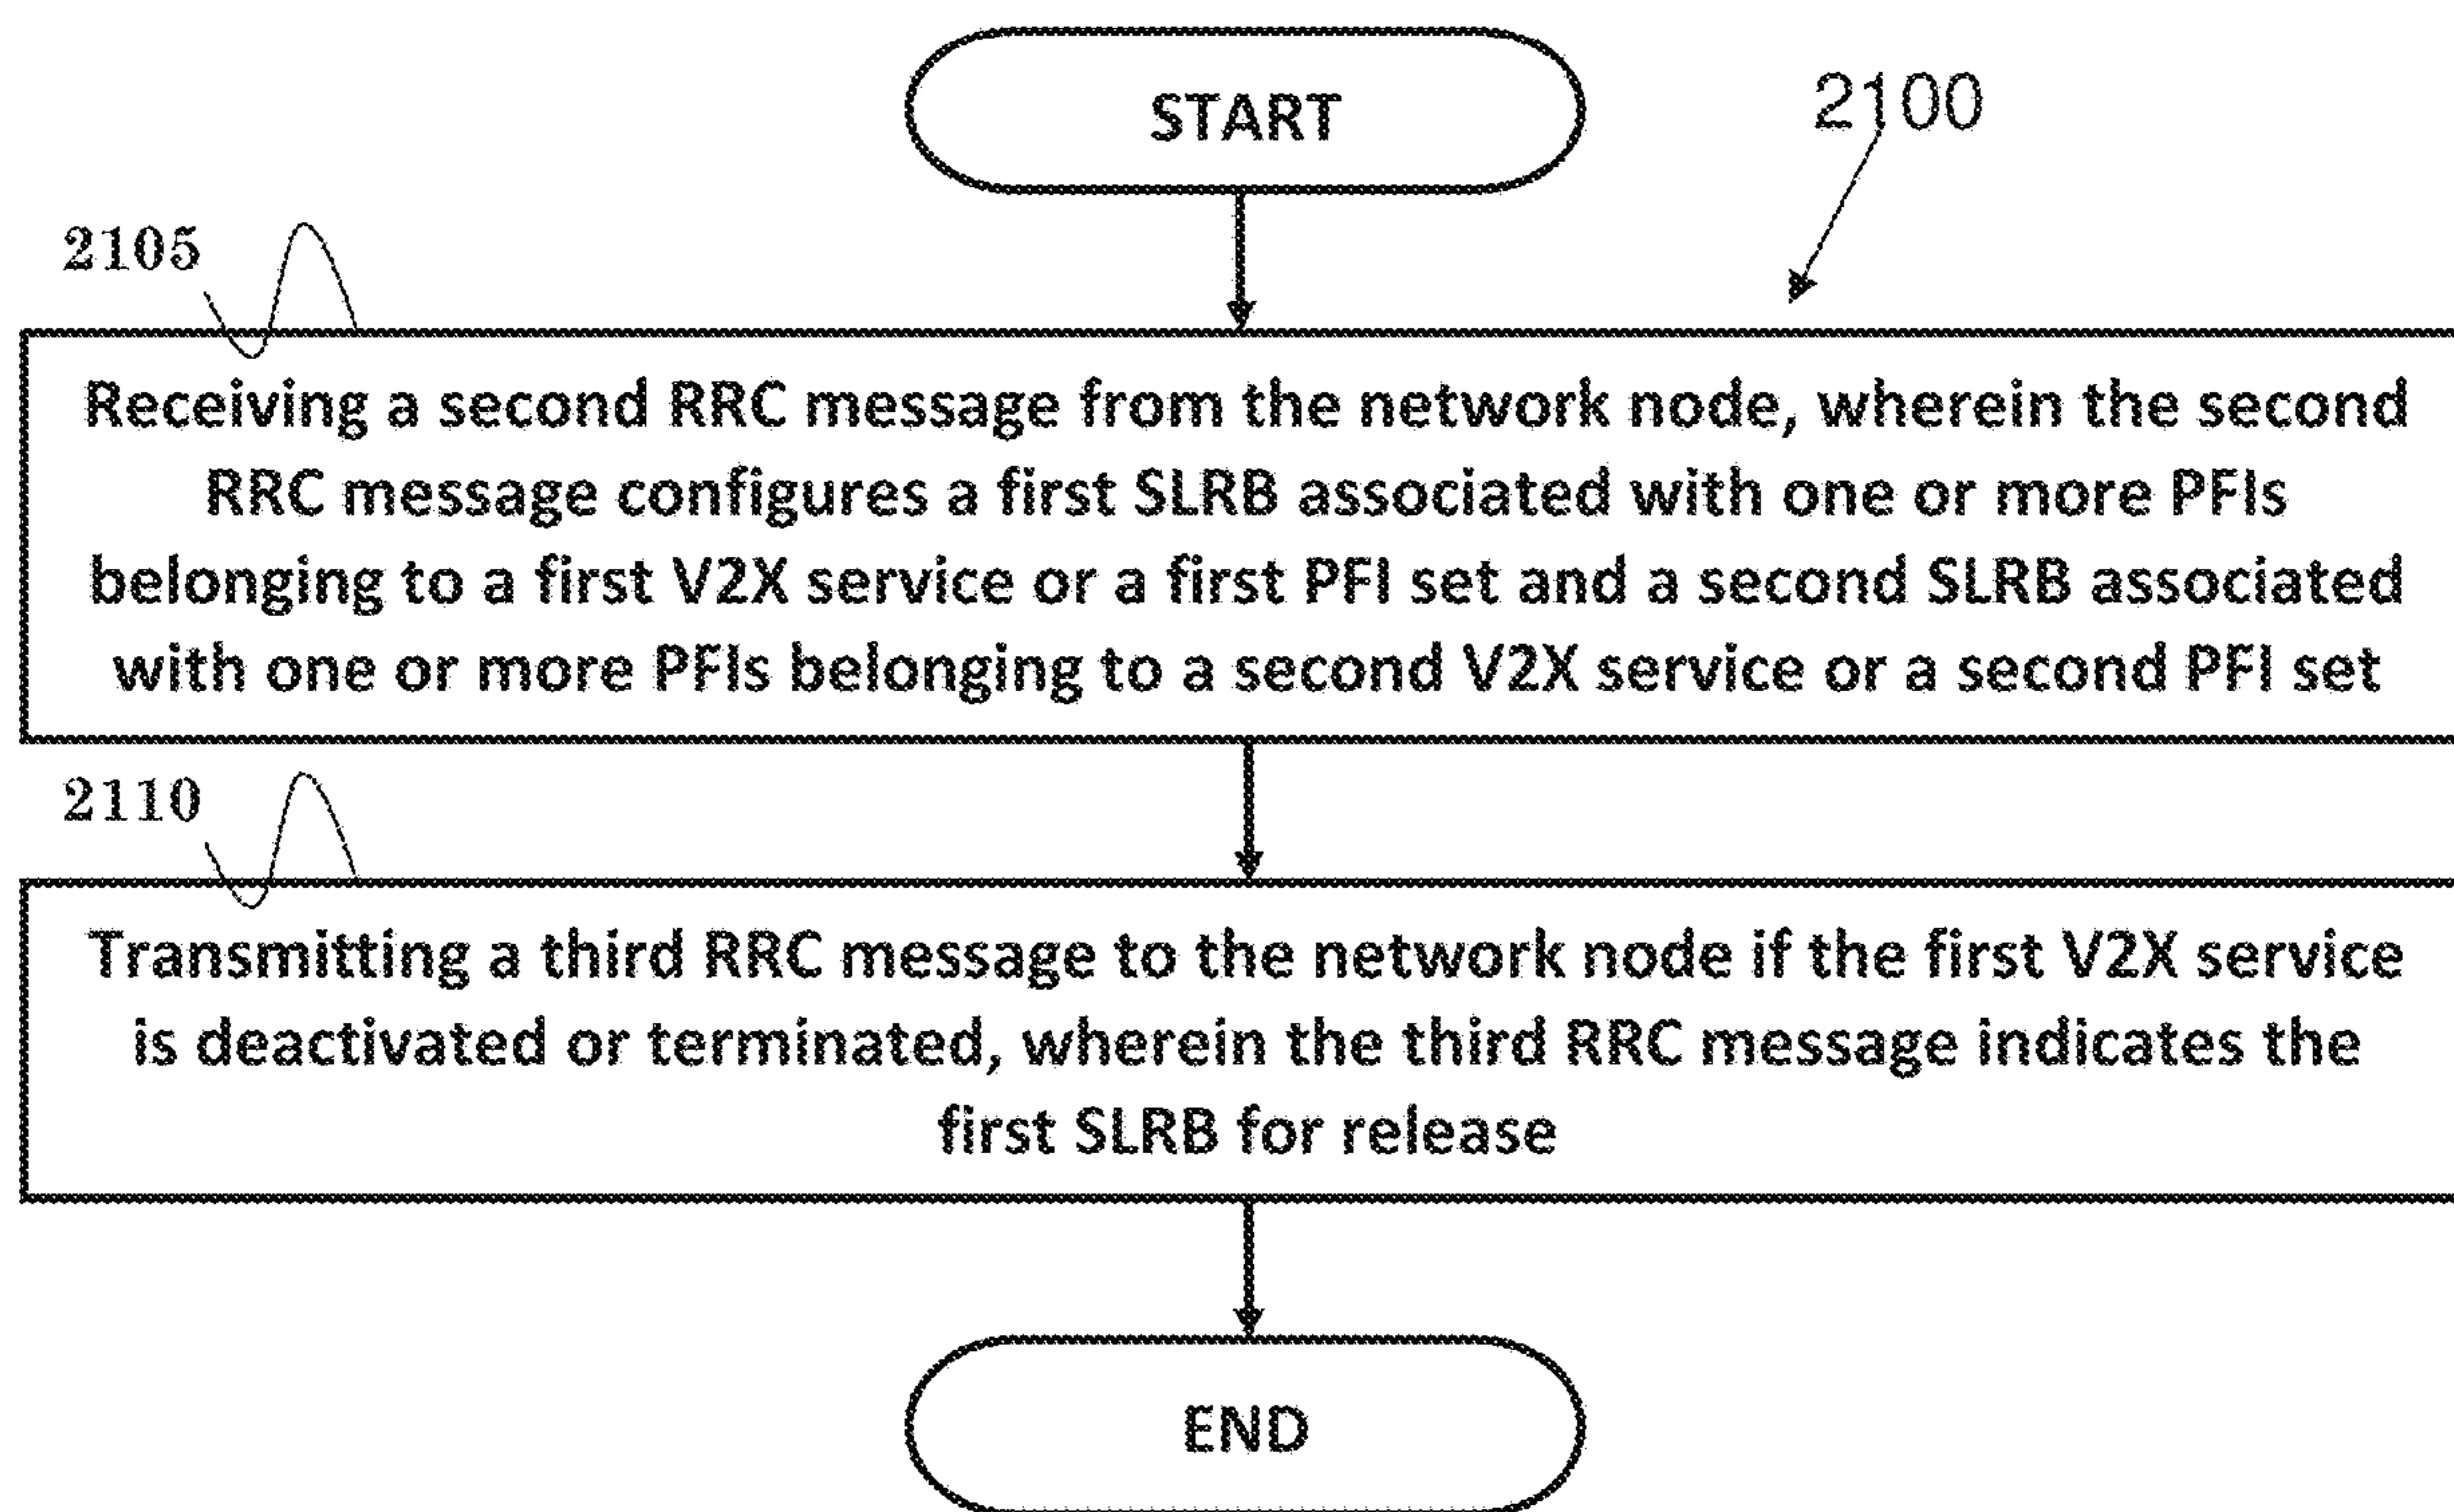 START
2100
2105
Receiving a second RRC message from the network node, wherein the second
RRC message configures a first SLRB associated with one or more PFIs
belonging to a first V2X service or a first PFI set and a second SLRB associated
with one or more PFIs belonging to a second V2X service or a second PFI set
2110
Transmitting a third RRC message to the network node if the first V2X service
is deactivated or terminated, wherein the third RRC message indicates the
first SLRB for release
END